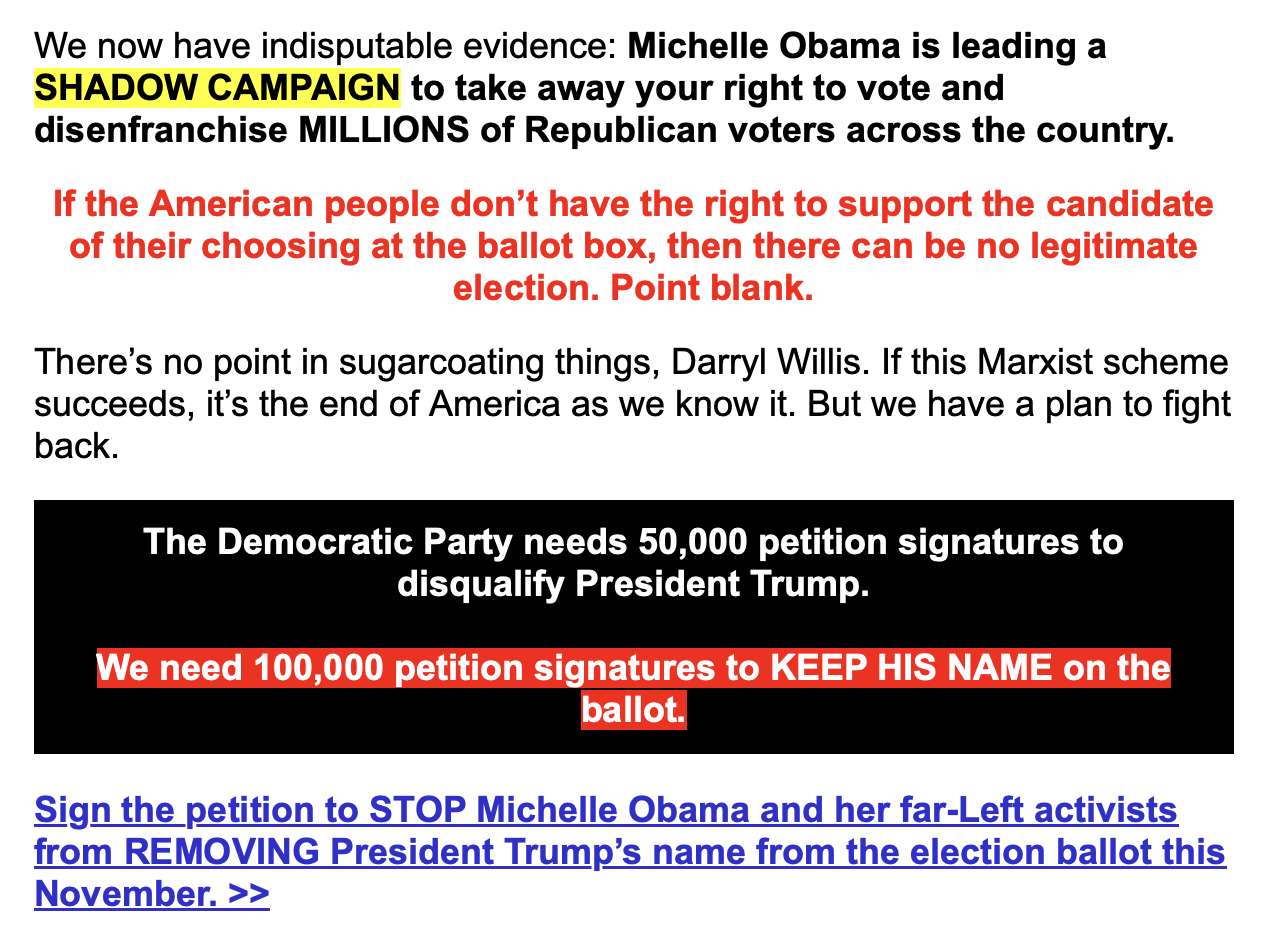 We now have indisputable evidence: Michelle Obama is leading a
SHADOW CAMPAIGN to take away your right to vote and
disenfranchise MILLIONS of Republican voters across the country.
If the American people don’t have the right to support the candidate
of their choosing at the ballot box, then there can be no legitimate
election. Point blank.
There’s no point in sugarcoating things, Darryl Willis. If this Marxist scheme
succeeds, it’s the end of America as we know it. But we have a plan to fight
back.
The Democratic Party needs 50,000 petition signatures to
disqualify President Trump.
We need 100,000 petition signatures to KEEP HIS NAME on the
ballot.
Sign the petition to STOP Michelle Obama and her far-Left activists
from REMOVING President Trump’s name from the election ballot this
November. >>